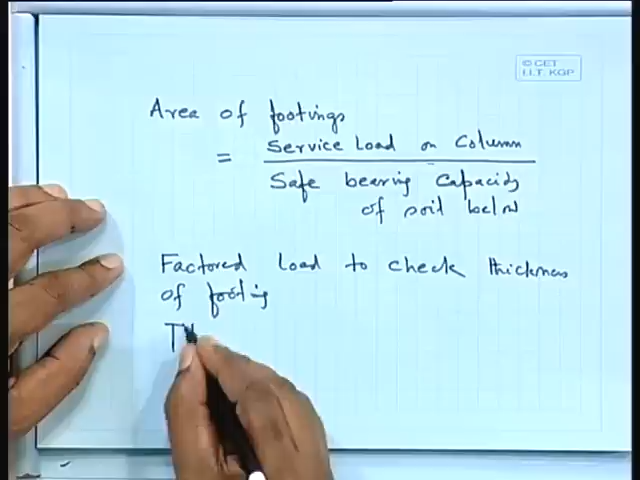 © CET
I.I.T. KGP
Area of footings
= Service Load on Column
Safe bearing Capacity
of soil below
Factored load to check thickness
of footing